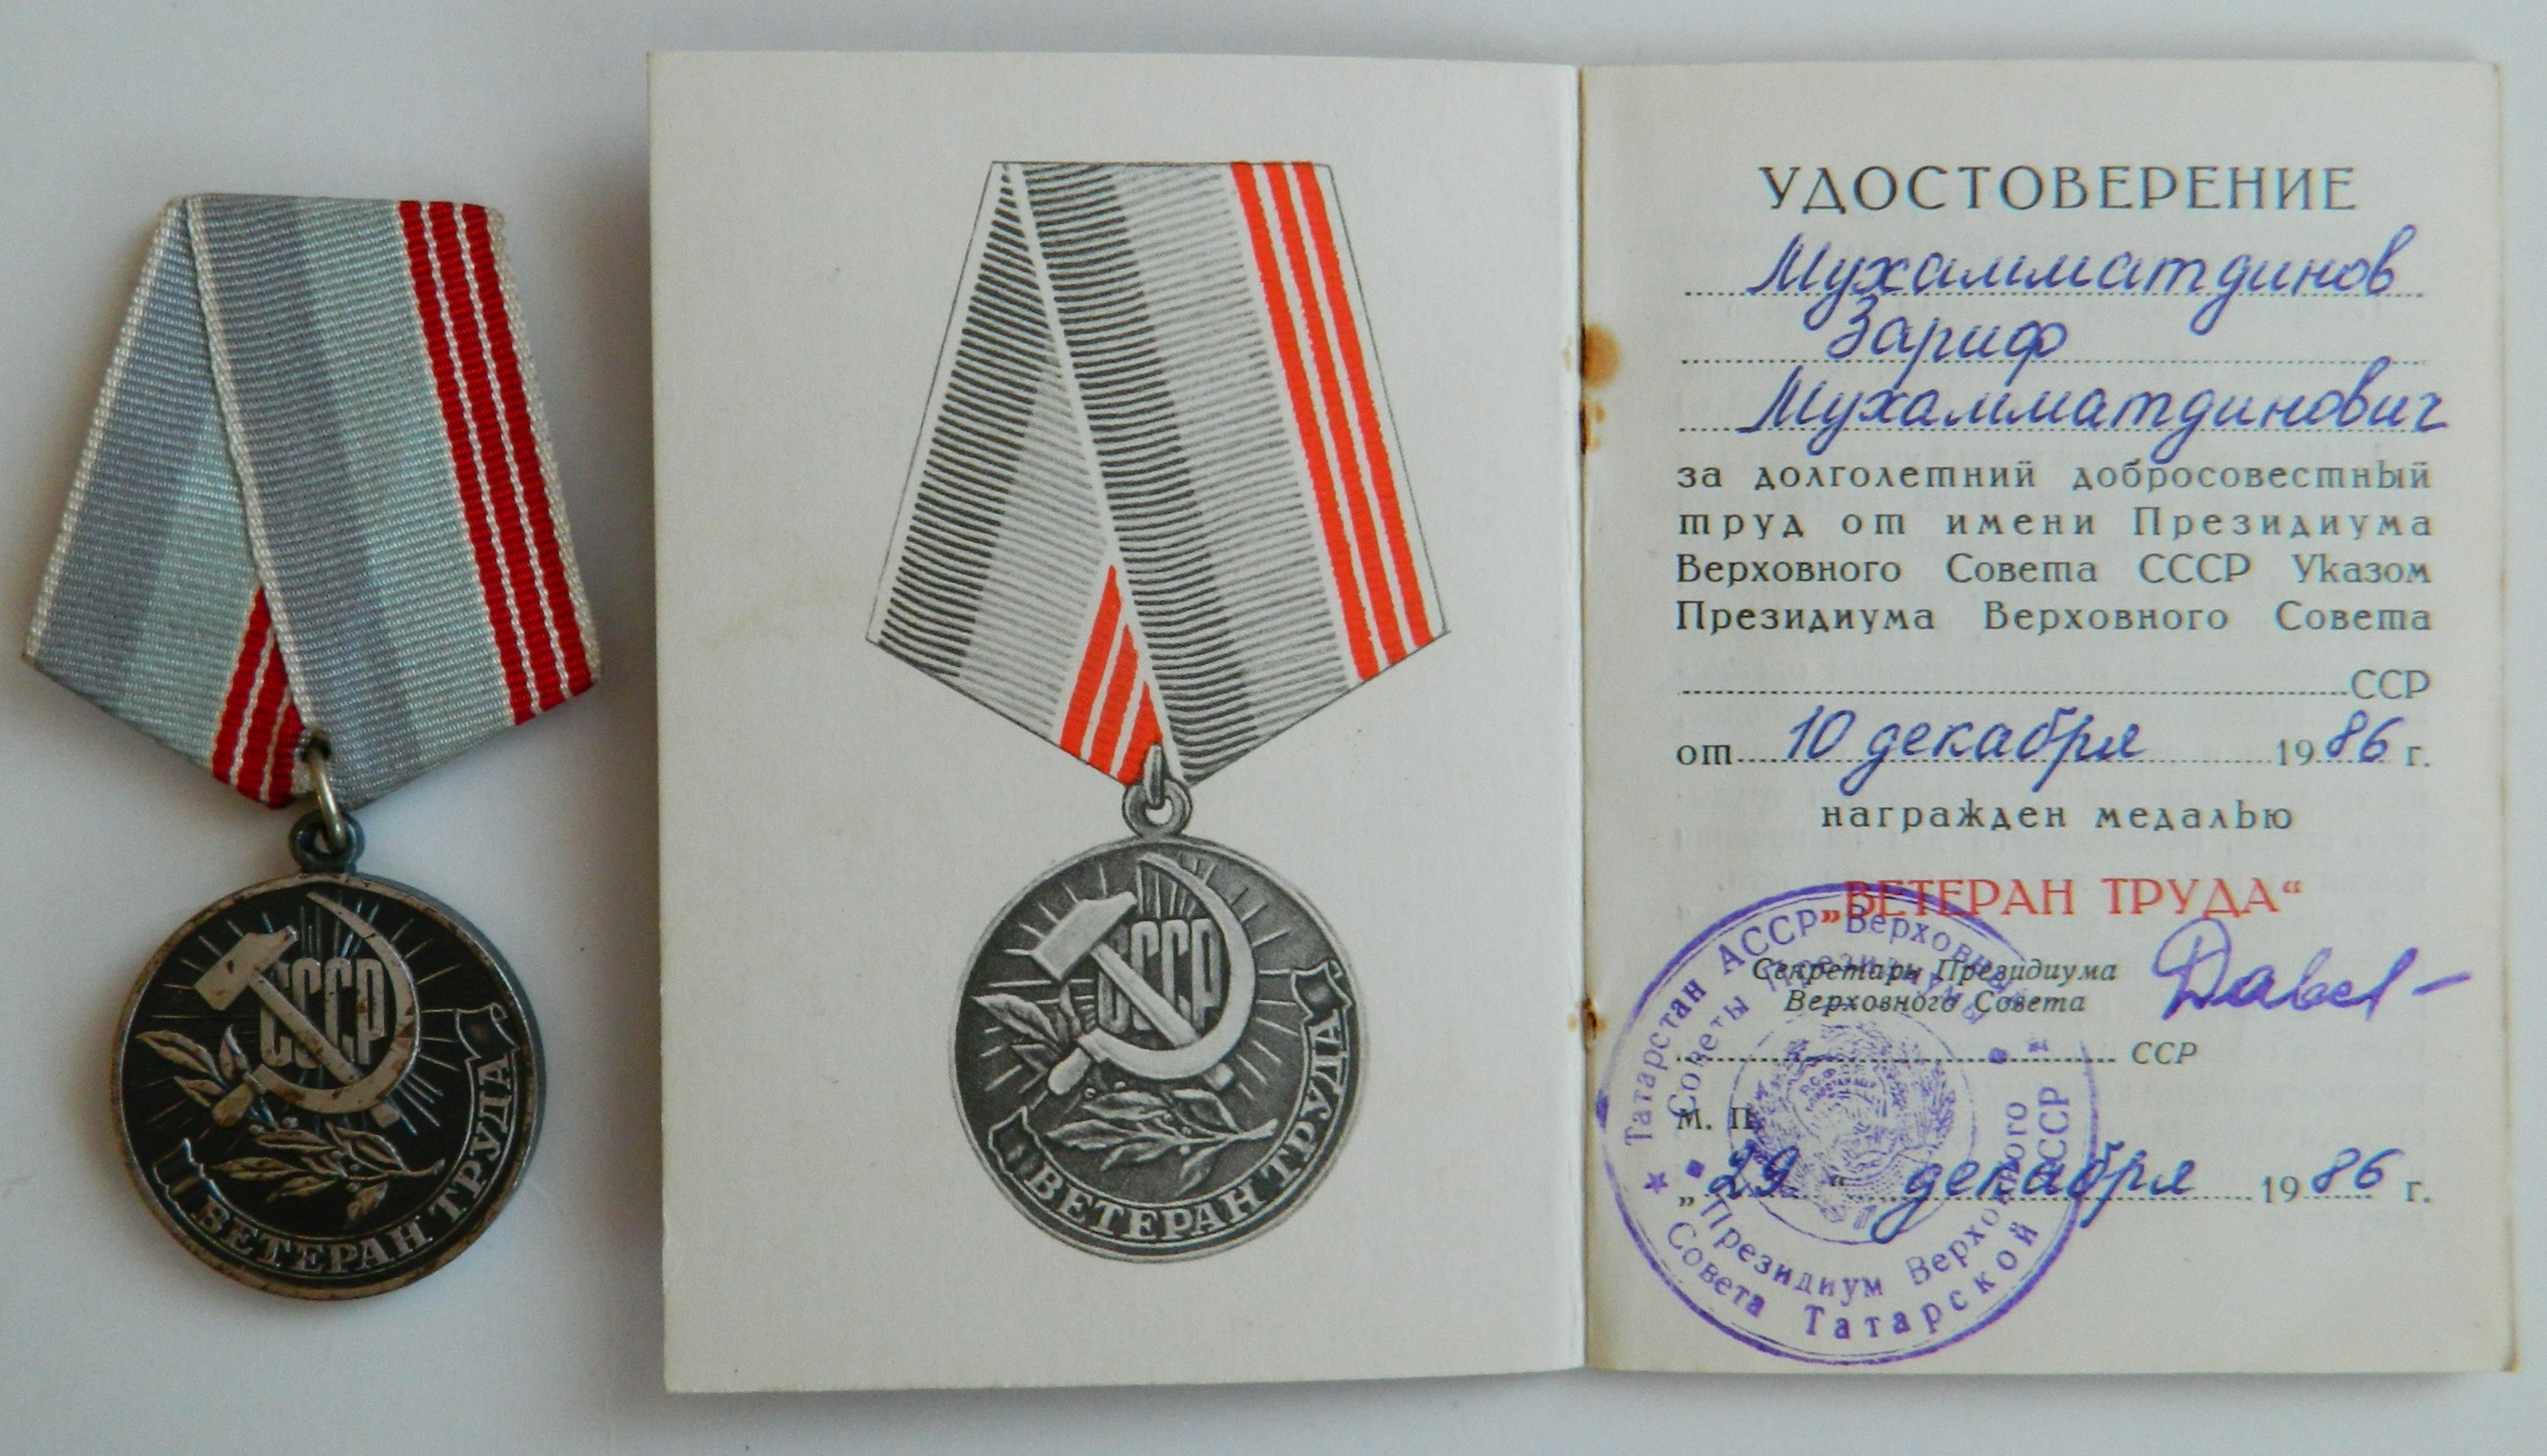 СССР
ВЕТЕРАН ТРУДА
СССР
ВЕТЕРАН ТРУДА
УДОСТОВЕРЕНИЕ
Мухамматдинов
Зариф
Мухамматдинович
за долголетний добросовестный
труд от имени Президиума
Верховного Совета СССР Указом
Президиума Верховного Совета
ССР
от 10 декабря 1986 г.
награжден медалью
„ВЕТЕРАН ТРУДА“
Секретарь Президиума
Верховного Совета
ССР
М. П.
„29“ декабря 1986 г.
Татарстан АССР Верховный
Советы Президиумы
Президиум Верховного
Совета Татарской АССР